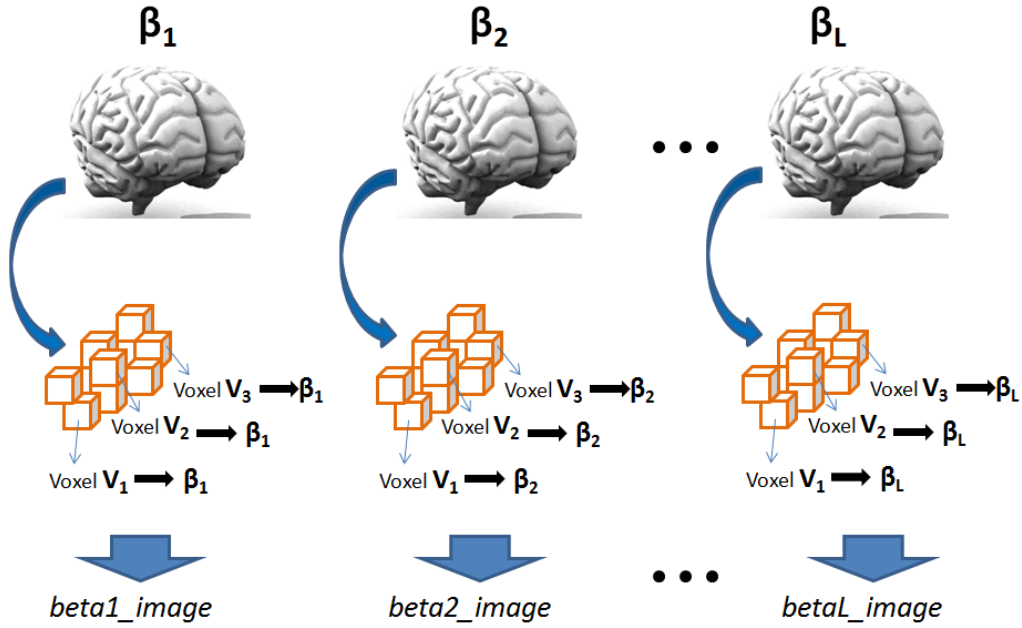 β1 β2 βL
Voxel V3 β1 Voxel V3 β2 Voxel V3 βL
Voxel V2 β1 Voxel V2 β2 Voxel V2 βL
Voxel V1 β1 Voxel V1 β2 Voxel V1 βL
beta1_image beta2_image betaL_image